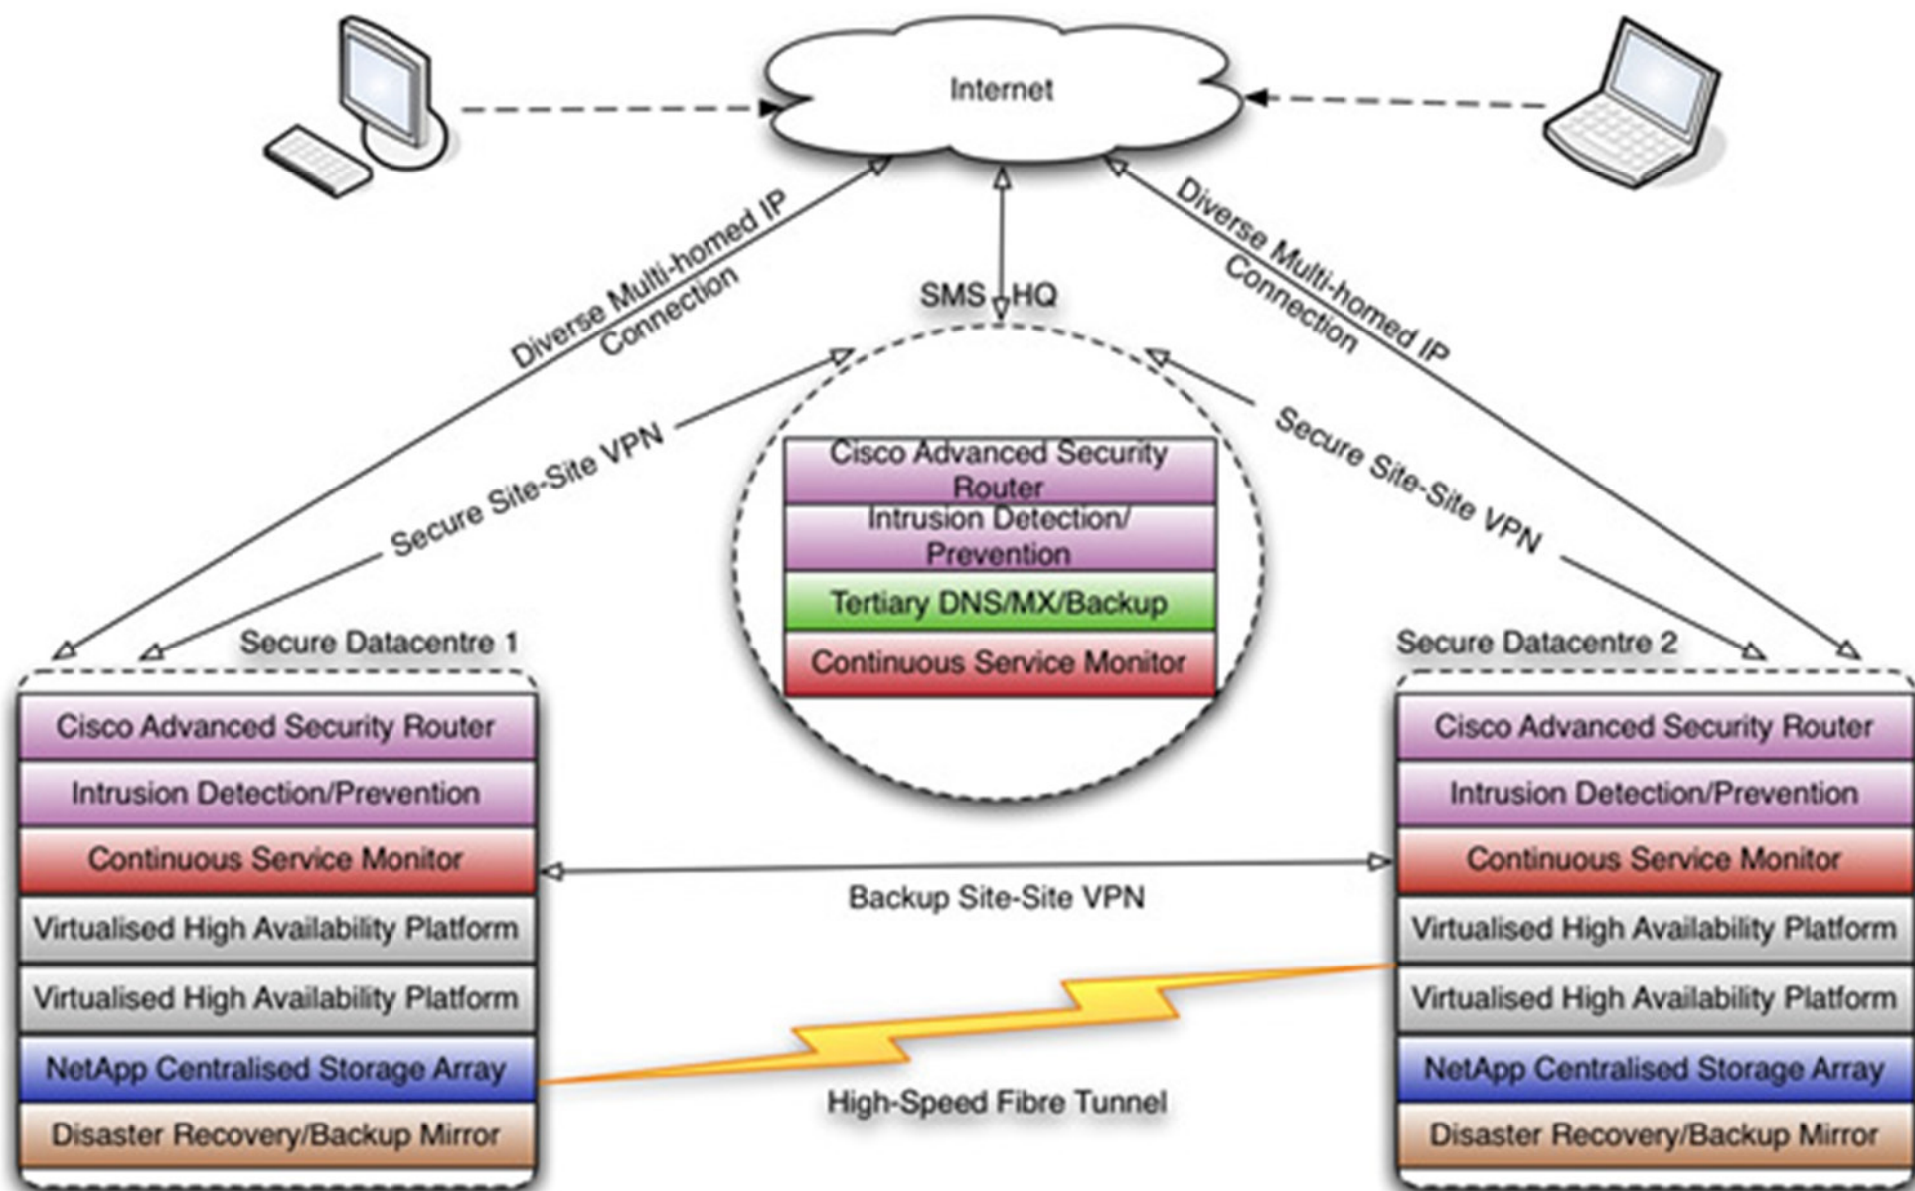 Internet
Diverse Multi-homed IP
Connection
Diverse Multi-homed IP
Connection
SMS HQ
Secure Site-Site VPN
Secure Site-Site VPN
Cisco Advanced Security
Router
Intrusion Detection/
Prevention
Tertiary DNS/MX/Backup
Continuous Service Monitor
Secure Datacentre 1
Cisco Advanced Security Router
Intrusion Detection/Prevention
Continuous Service Monitor
Virtualised High Availability Platform
Virtualised High Availability Platform
NetApp Centralised Storage Array
Disaster Recovery/Backup Mirror
Secure Datacentre 2
Cisco Advanced Security Router
Intrusion Detection/Prevention
Continuous Service Monitor
Virtualised High Availability Platform
Virtualised High Availability Platform
NetApp Centralised Storage Array
Disaster Recovery/Backup Mirror
Backup Site-Site VPN
High-Speed Fibre Tunnel